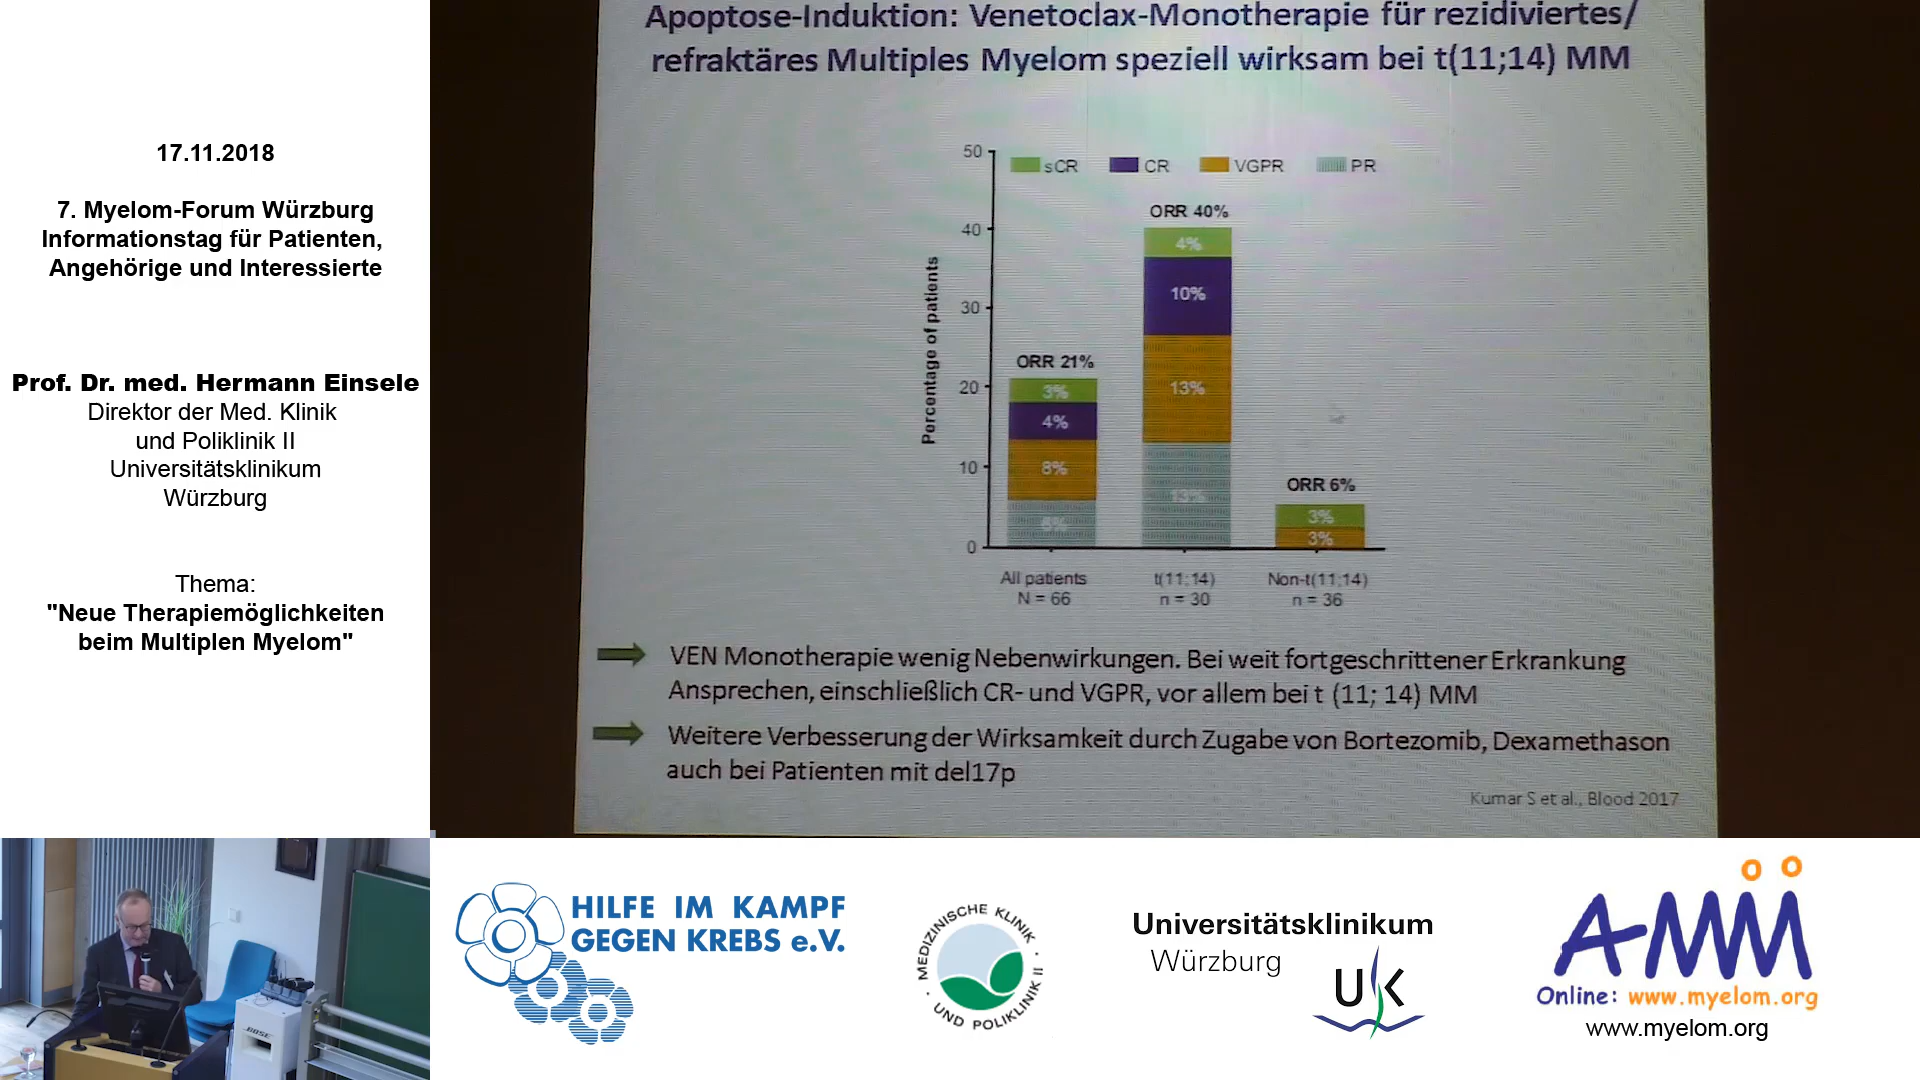 17.11.2018
7. Myelom-Forum Würzburg
Informationstag für Patienten,
Angehörige und Interessierte
Prof. Dr. med. Hermann Einsele
Direktor der Med. Klinik
und Poliklinik II
Universitätsklinikum
Würzburg
Thema:
"Neue Therapiemöglichkeiten
beim Multiplen Myelom"
Apoptose-Induktion: Venetoclax-Monotherapie für rezidiviertes/
refraktäres Multiples Myelom speziell wirksam bei t(11;14) MM
Percentage of patients
50
40
30
20
10
0
sCR CR VGPR PR
ORR 21%
3%
4%
8%
ORR 40%
4%
10%
13%
13%
ORR 6%
3%
3%
All patients
N = 66
t(11;14)
n = 30
Non-t(11;14)
n = 36
VEN Monotherapie wenig Nebenwirkungen. Bei weit fortgeschrittener Erkrankung
Ansprechen, einschließlich CR- und VGPR, vor allem bei t (11; 14) MM
Weitere Verbesserung der Wirksamkeit durch Zugabe von Bortezomib, Dexamethason
auch bei Patienten mit del17p
Kumar S et al., Blood 2017
BOSE
HILFE IM KAMPF
GEGEN KREBS e.V.
MEDIZINISCHE KLINIK
UND POLIKLINIK II
Universitätsklinikum
Würzburg
UK
AMM
Online: www.myelom.org
www.myelom.org